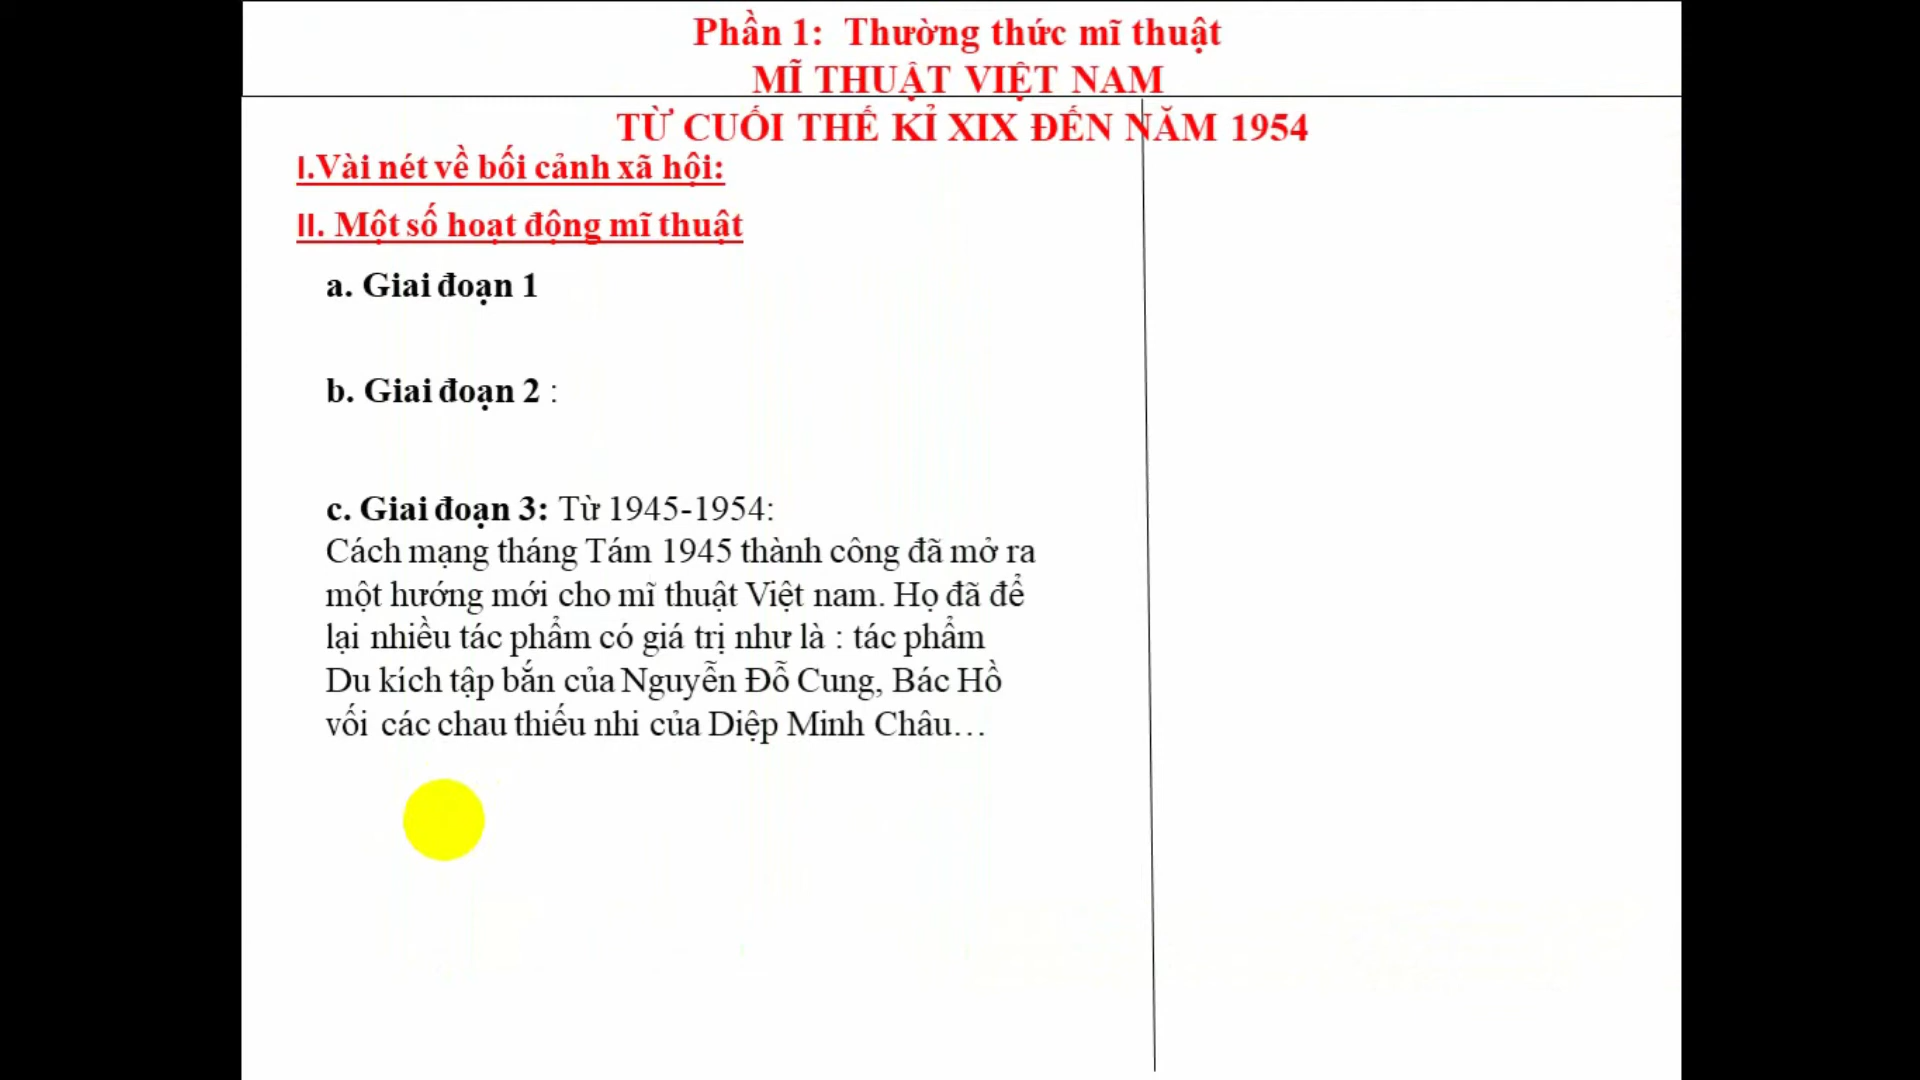 Phần 1: Thường thức mĩ thuật
MĨ THUẬT VIỆT NAM
TỪ CUỐI THẾ KỈ XIX ĐẾN NĂM 1954
I.Vài nét về bối cảnh xã hội:
II. Một số hoạt động mĩ thuật
a. Giai đoạn 1
b. Giai đoạn 2 :
c. Giai đoạn 3: Từ 1945-1954:
Cách mạng tháng Tám 1945 thành công đã mở ra
một hướng mới cho mĩ thuật Việt nam. Họ đã để
lại nhiều tác phẩm có giá trị như là : tác phẩm
Du kích tập bắn của Nguyễn Đỗ Cung, Bác Hồ
vối các chau thiếu nhi của Diệp Minh Châu…